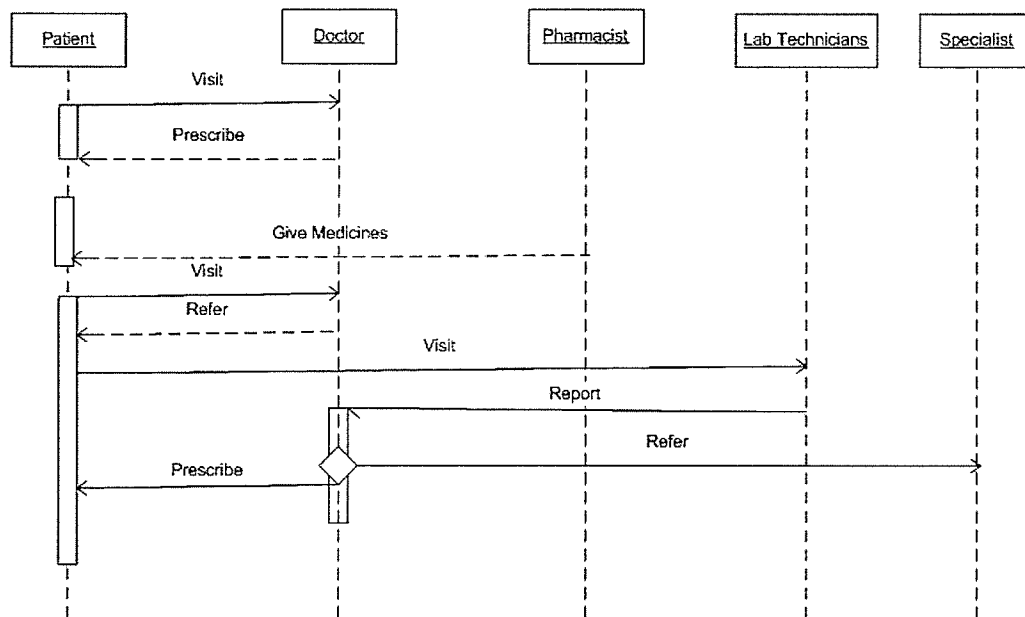 Patient
Doctor
Pharmacist
Lab Technicians
Specialist
Visit
Prescribe
Give Medicines
Visit
Refer
Visit
Report
Refer
Prescribe